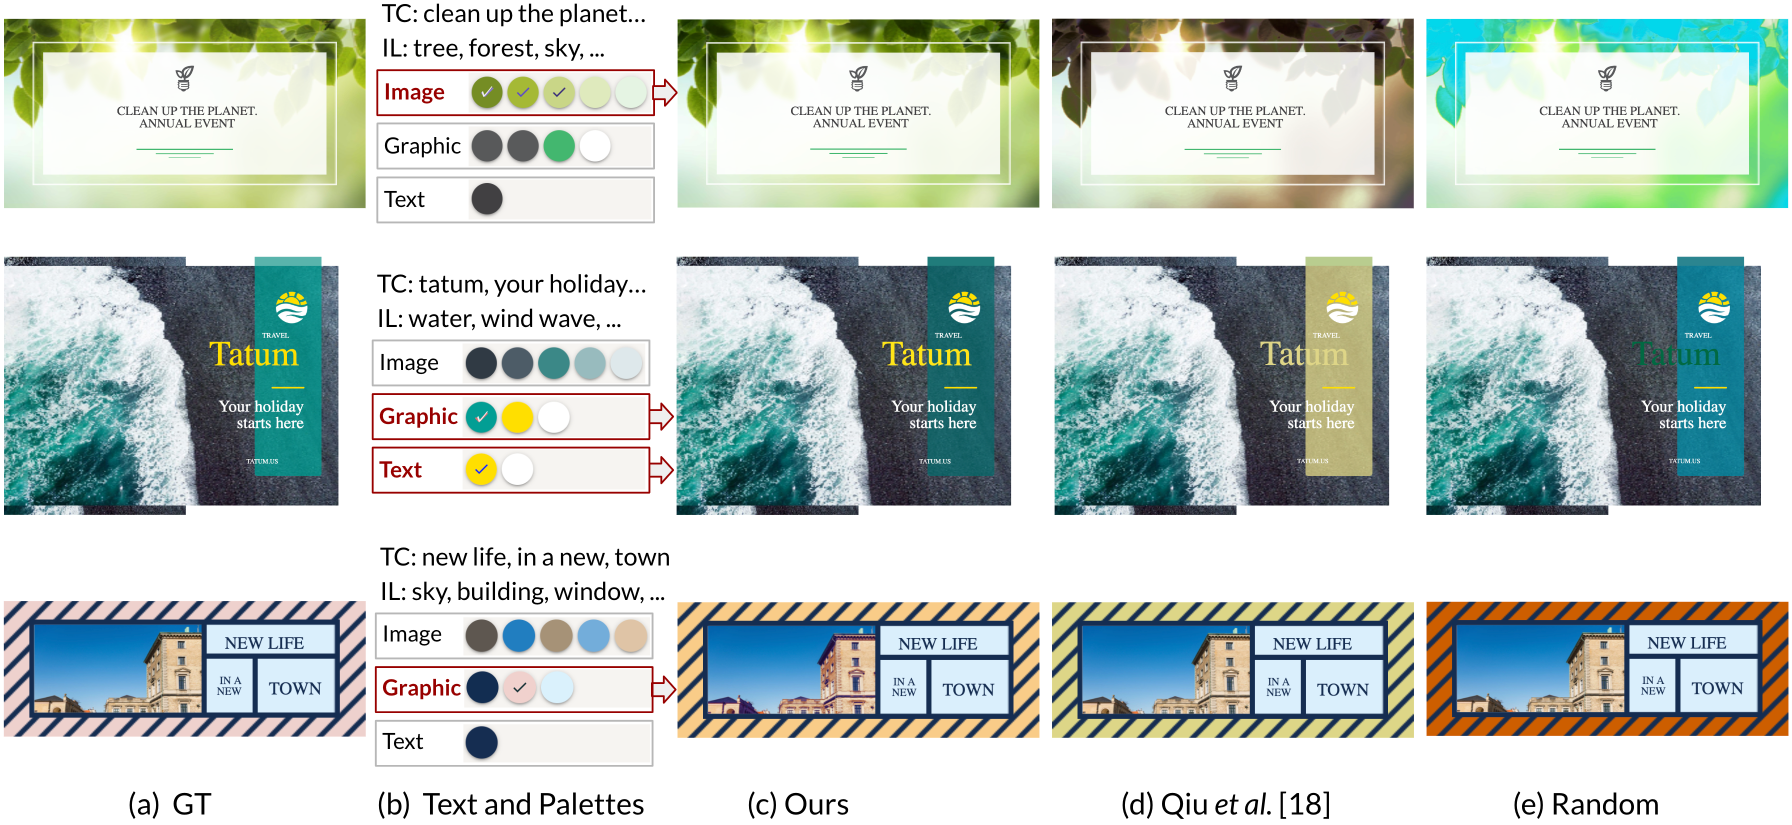 CLEAN UP THE PLANET.
ANNUAL EVENT
TC: clean up the planet...
IL: tree, forest, sky, ...
Image
Graphic
Text
CLEAN UP THE PLANET.
ANNUAL EVENT
CLEAN UP THE PLANET.
ANNUAL EVENT
CLEAN UP THE PLANET.
ANNUAL EVENT
TRAVEL
Tatum
Your holiday
starts here
TATUM.US
TC: tatum, your holiday...
IL: water, wind wave, ...
Image
Graphic
Text
TRAVEL
Tatum
Your holiday
starts here
TATUM.US
TRAVEL
Tatum
Your holiday
starts here
TATUM.US
TRAVEL
Tatum
Your holiday
starts here
TATUM.US
NEW LIFE
IN A
NEW
TOWN
TC: new life, in a new, town
IL: sky, building, window, ...
Image
Graphic
Text
NEW LIFE
IN A
NEW
TOWN
NEW LIFE
IN A
NEW
TOWN
NEW LIFE
IN A
NEW
TOWN
(a) GT
(b) Text and Palettes
(c) Ours
(d) Qiu et al. [18]
(e) Random